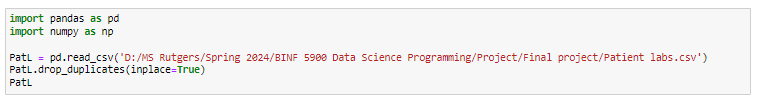 import pandas as pd
import numpy as np
PatL = pd.read_csv('D:/MS Rutgers/Spring 2024/BINF 5900 Data Science Programming/Project/Final project/Patient labs.csv')
PatL.drop_duplicates(inplace=True)
PatL